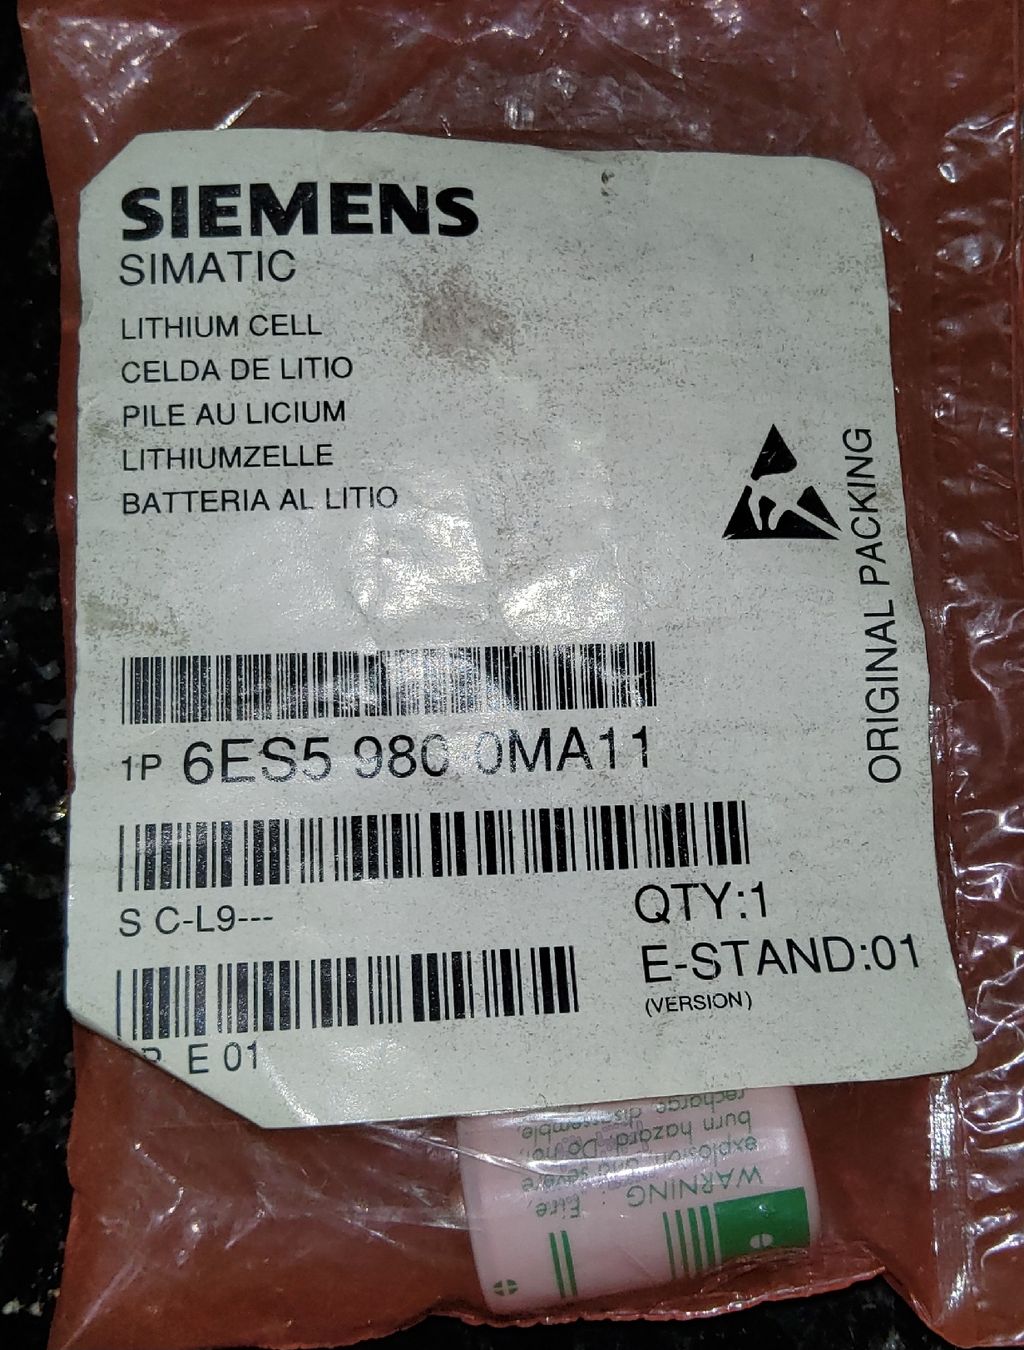 SIEMENS
SIMATIC
LITHIUM CELL
CELDA DE LITIO
PILE AU LICIUM
LITHIUMZELLE
BATTERIA AL LITIO
ORIGINAL PACKING
1P 6ES5 980 0MA11
S C-L9---
QTY:1
E-STAND:01
(VERSION)
E 01
WARNING : Fire,
explosion, and severe
burn hazard. Do not
recharge, disassemble,